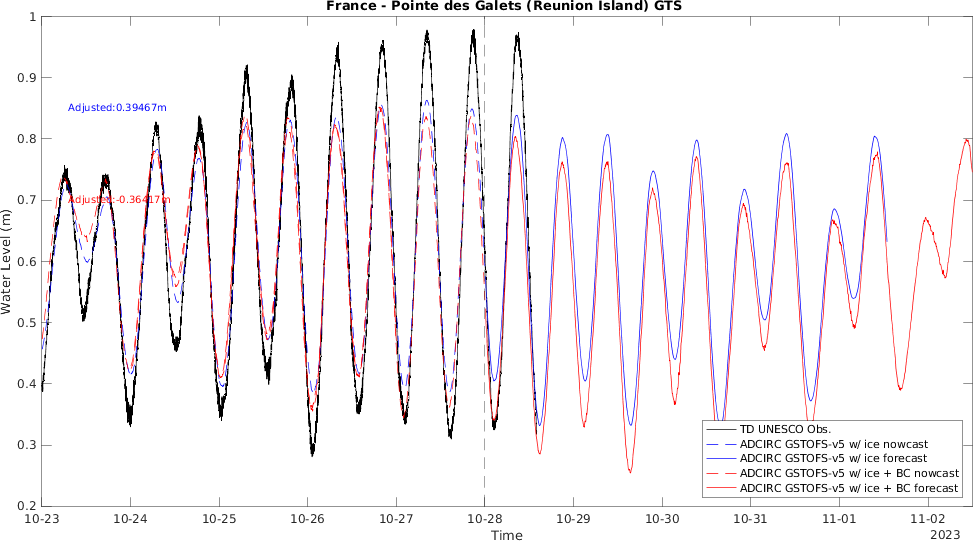 France - Pointe des Galets (Reunion Island) GTS
1
0.9
0.8
0.7
0.6
0.5
0.4
0.3
0.2
Water Level (m)
Adjusted:0.39467m
Adjusted:-0.36417m
TD UNESCO Obs.
ADCIRC GSTOFS-v5 w/ ice nowcast
ADCIRC GSTOFS-v5 w/ ice forecast
ADCIRC GSTOFS-v5 w/ ice + BC nowcast
ADCIRC GSTOFS-v5 w/ ice + BC forecast
10-23 10-24 10-25 10-26 10-27 10-28 10-29 10-30 10-31 11-01 11-02
2023
Time